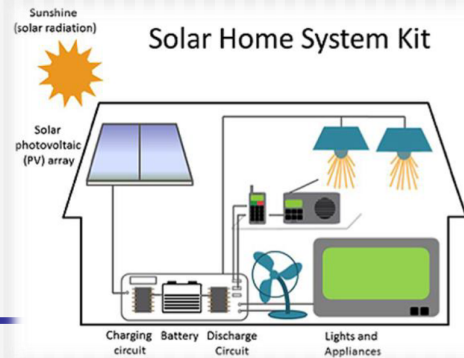 Sunshine
(solar radiation)
Solar Home System Kit
Solar
photovoltaic
(PV) array
Charging
circuit
Battery
Discharge
Circuit
Lights and
Appliances